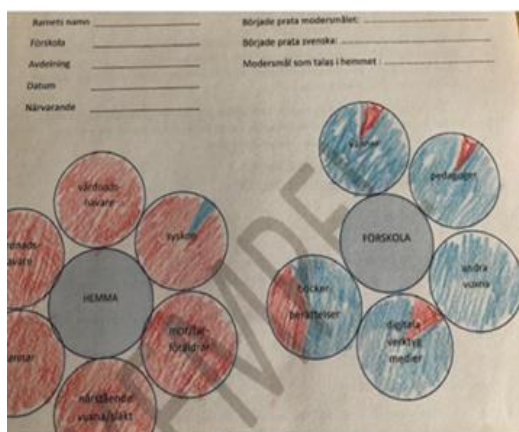 Barnets namn
Förskola
Avdelning
Datum
Närvarande
Började prata modersmålet:
Började prata svenska:
Modersmål som talas i hemmet :
vårdnads-
havare
syskon
HEMMA
mor/far-
föräldrar
närstående
vuxna/släkt
vänner
pedagoger
FÖRSKOLA
andra
vuxna
digitala
verktyg
medier
böcker
berättelser